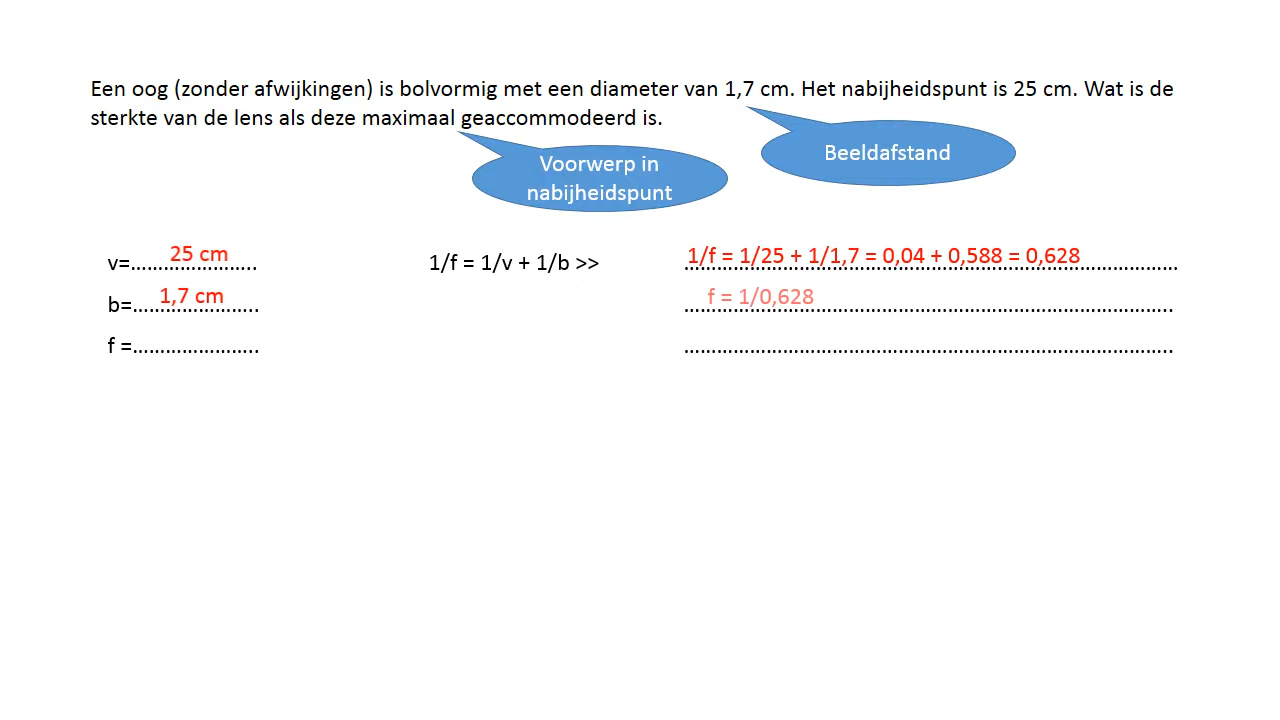 Een oog (zonder afwijkingen) is bolvormig met een diameter van 1,7 cm. Het nabijheidspunt is 25 cm. Wat is de
sterkte van de lens als deze maximaal geaccommodeerd is.
Voorwerp in
nabijheidspunt
Beeldafstand
v=....................... 25 cm
1/f = 1/v + 1/b >>
1/f = 1/25 + 1/1,7 = 0,04 + 0,588 = 0,628
b=....................... 1,7 cm
f = 1/0,628
f =.......................